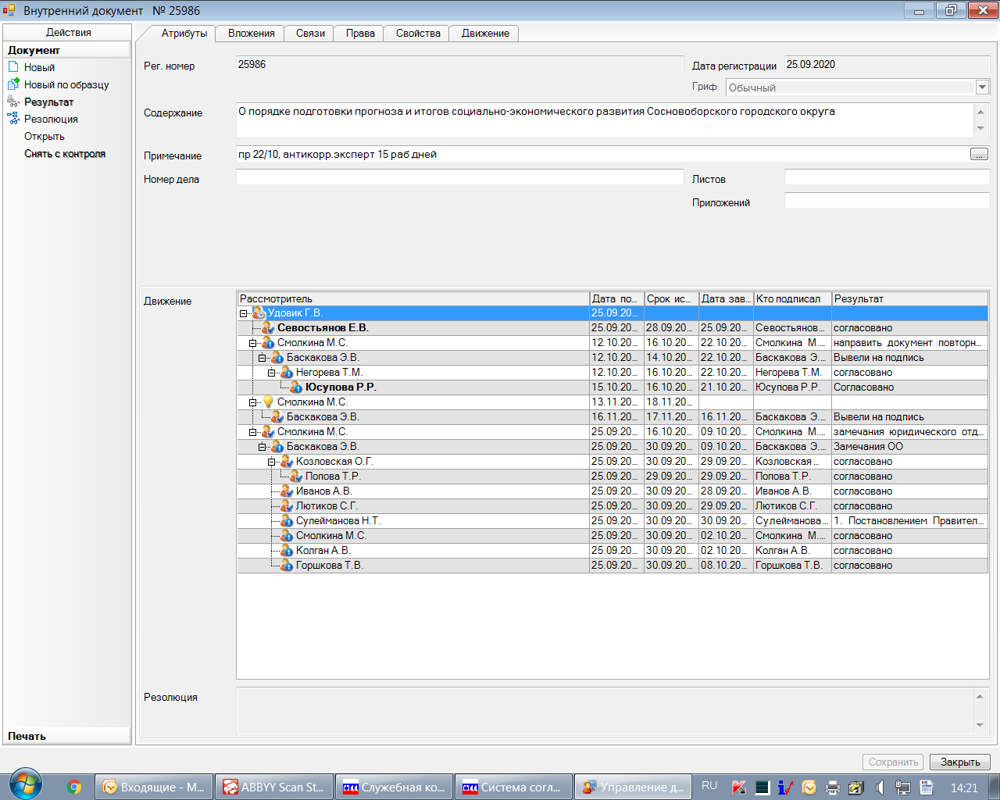 Внутренний документ № 25986
Действия
Документ
Новый
Новый по образцу
Результат
Резолюция
Открыть
Снять с контроля
Печать
Атрибуты Вложения Связи Права Свойства Движение
Рег. номер 25986 Дата регистрации 25.09.2020
Гриф Обычный
Содержание О порядке подготовки прогноза и итогов социально-экономического развития Сосновоборского городского округа
Примечание пр 22/10, антикорр.эксперт 15 раб дней ...
Номер дела Листов
Приложений
Движение
Рассмотритель Дата по... Срок ис... Дата зав... Кто подписал Результат
Удовик Г.В. 25.09.20...
Севостьянов Е.В. 25.09.20... 28.09.20... 25.09.20... Севостьянов... согласовано
Смолкина М.С. 12.10.20... 16.10.20... 22.10.20... Смолкина М.... направить документ повторн...
Баскакова Э.В. 12.10.20... 14.10.20... 22.10.20... Баскакова Э.... Вывели на подпись
Негорева Т.М. 12.10.20... 16.10.20... 22.10.20... Негорева Т.М. согласовано
Юсупова Р.Р. 15.10.20... 16.10.20... 21.10.20... Юсупова Р.Р. Согласовано
Смолкина М.С. 13.11.20... 18.11.20...
Баскакова Э.В. 16.11.20... 17.11.20... 16.11.20... Баскакова Э.... Вывели на подпись
Смолкина М.С. 25.09.20... 16.10.20... 09.10.20... Смолкина М.... замечания юридического отд...
Баскакова Э.В. 25.09.20... 30.09.20... 09.10.20... Баскакова Э.... Замечания ОО
Козловская О.Г. 25.09.20... 30.09.20... 29.09.20... Козловская... согласовано
Попова Т.Р. 25.09.20... 29.09.20... 29.09.20... Попова Т.Р. согласовано
Иванов А.В. 25.09.20... 30.09.20... 28.09.20... Иванов А.В. согласовано
Лютиков С.Г. 25.09.20... 30.09.20... 29.09.20... Лютиков С.Г. согласовано
Сулейманова Н.Т. 25.09.20... 30.09.20... 30.09.20... Сулейманова... 1. Постановлением Правител...
Смолкина М.С. 25.09.20... 30.09.20... 02.10.20... Смолкина М.... согласовано
Колган А.В. 25.09.20... 30.09.20... 02.10.20... Колган А.В. согласовано
Горшкова Т.В. 25.09.20... 30.09.20... 08.10.20... Горшкова Т.В. согласовано
Резолюция
Сохранить Закрыть
Входящие - М... ABBYY Scan St... Служебная ко... Система согл... Управление д... RU 14:21